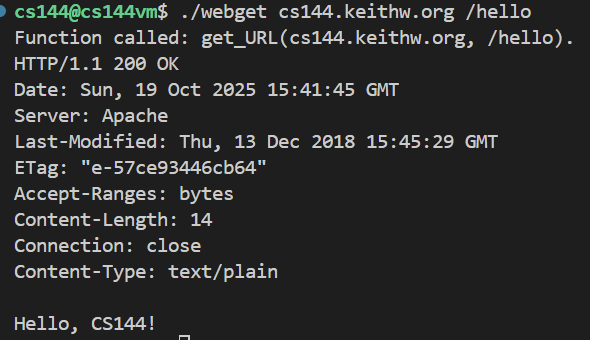 cs144@cs144vm$ ./webget cs144.keithw.org /hello
Function called: get_URL(cs144.keithw.org, /hello).
HTTP/1.1 200 OK
Date: Sun, 19 Oct 2025 15:41:45 GMT
Server: Apache
Last-Modified: Thu, 13 Dec 2018 15:45:29 GMT
ETag: "e-57ce93446cb64"
Accept-Ranges: bytes
Content-Length: 14
Connection: close
Content-Type: text/plain

Hello, CS144!